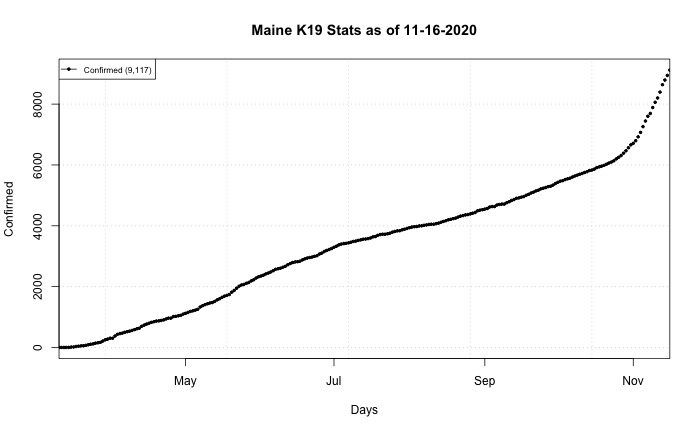 Maine K19 Stats as of 11-16-2020
Confirmed (9,117)
Confirmed
8000
6000
4000
2000
0
May Jul Sep Nov
Days